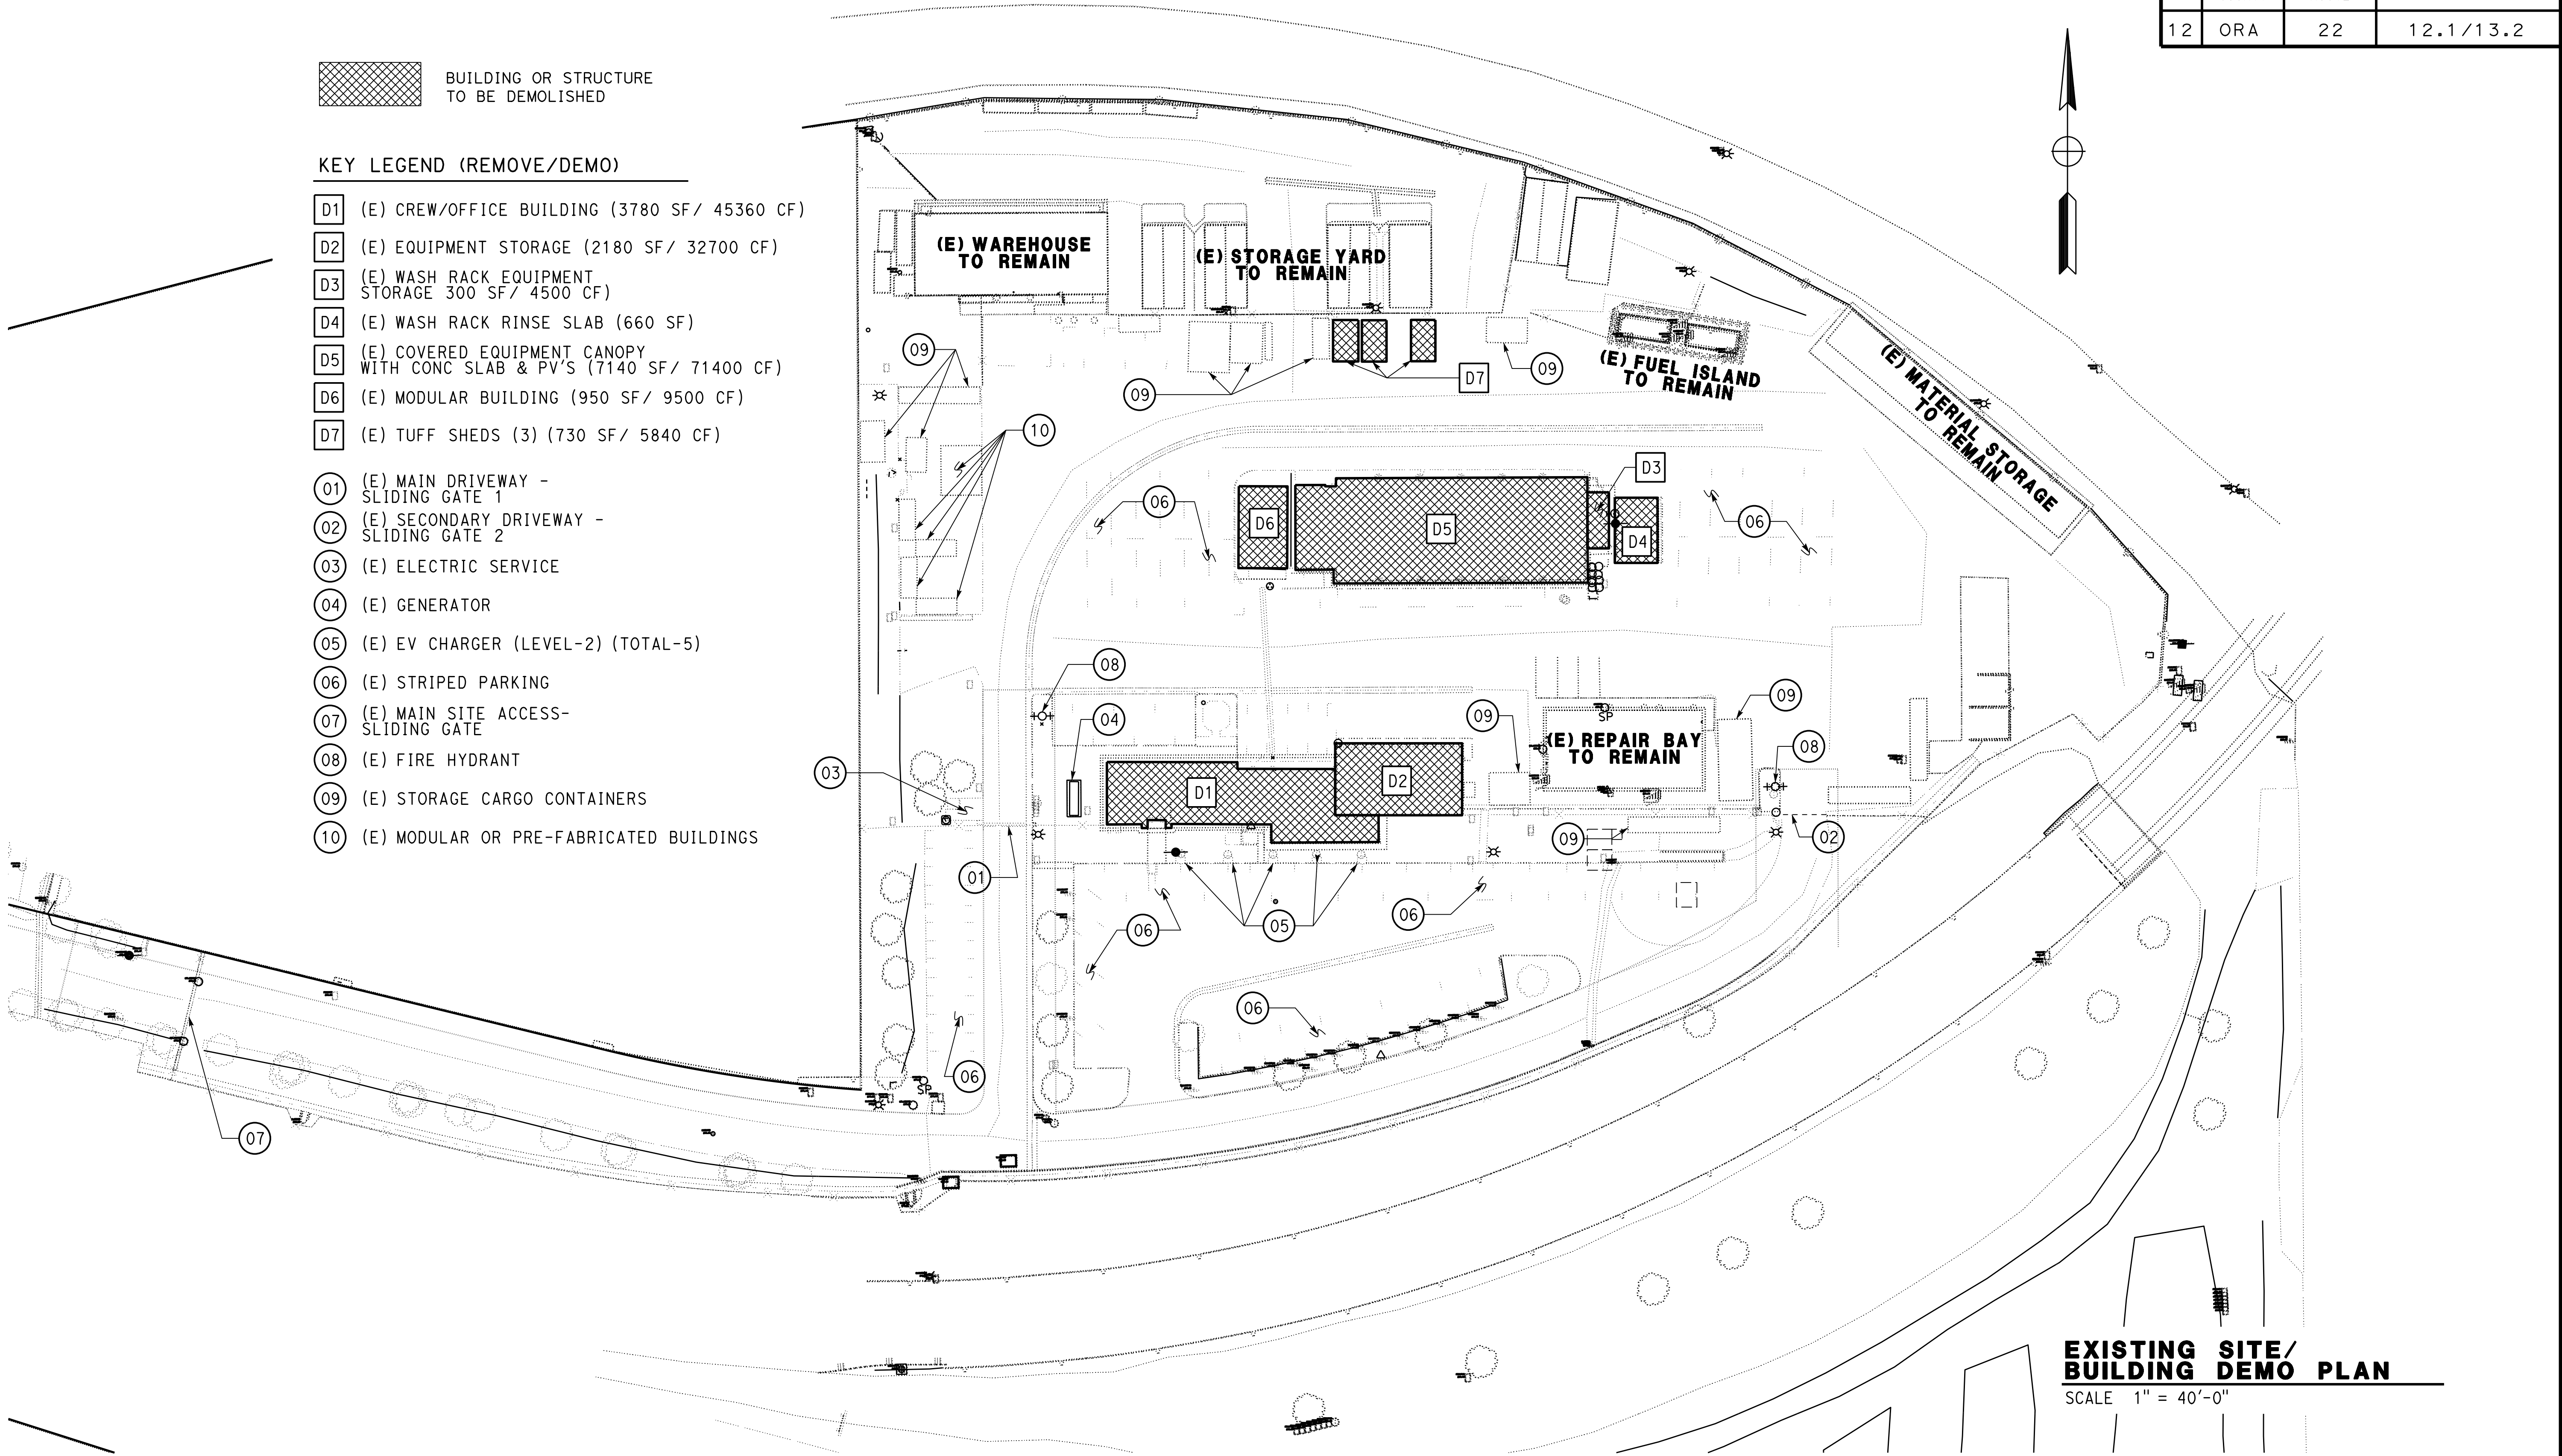 12 ORA 22 12.1/13.2
BUILDING OR STRUCTURE
TO BE DEMOLISHED
KEY LEGEND (REMOVE/DEMO)
D1 (E) CREW/OFFICE BUILDING (3780 SF/ 45360 CF)
D2 (E) EQUIPMENT STORAGE (2180 SF/ 32700 CF)
D3 (E) WASH RACK EQUIPMENT
STORAGE 300 SF/ 4500 CF)
D4 (E) WASH RACK RINSE SLAB (660 SF)
D5 (E) COVERED EQUIPMENT CANOPY
WITH CONC SLAB & PV'S (7140 SF/ 71400 CF)
D6 (E) MODULAR BUILDING (950 SF/ 9500 CF)
D7 (E) TUFF SHEDS (3) (730 SF/ 5840 CF)
01 (E) MAIN DRIVEWAY -
SLIDING GATE 1
02 (E) SECONDARY DRIVEWAY -
SLIDING GATE 2
03 (E) ELECTRIC SERVICE
04 (E) GENERATOR
05 (E) EV CHARGER (LEVEL-2) (TOTAL-5)
06 (E) STRIPED PARKING
07 (E) MAIN SITE ACCESS-
SLIDING GATE
08 (E) FIRE HYDRANT
09 (E) STORAGE CARGO CONTAINERS
10 (E) MODULAR OR PRE-FABRICATED BUILDINGS
(E) WAREHOUSE
TO REMAIN
(E) STORAGE YARD
TO REMAIN
(E) FUEL ISLAND
TO REMAIN
(E) MATERIAL STORAGE
TO REMAIN
09
09
D7
09
10
06
D6
D5
D3
D4
06
08
04
03
D1
D2
09
SP
(E) REPAIR BAY
TO REMAIN
09
08
09
02
01
06
05
06
06
06
SP
07
EXISTING SITE/
BUILDING DEMO PLAN
SCALE 1" = 40'-0"